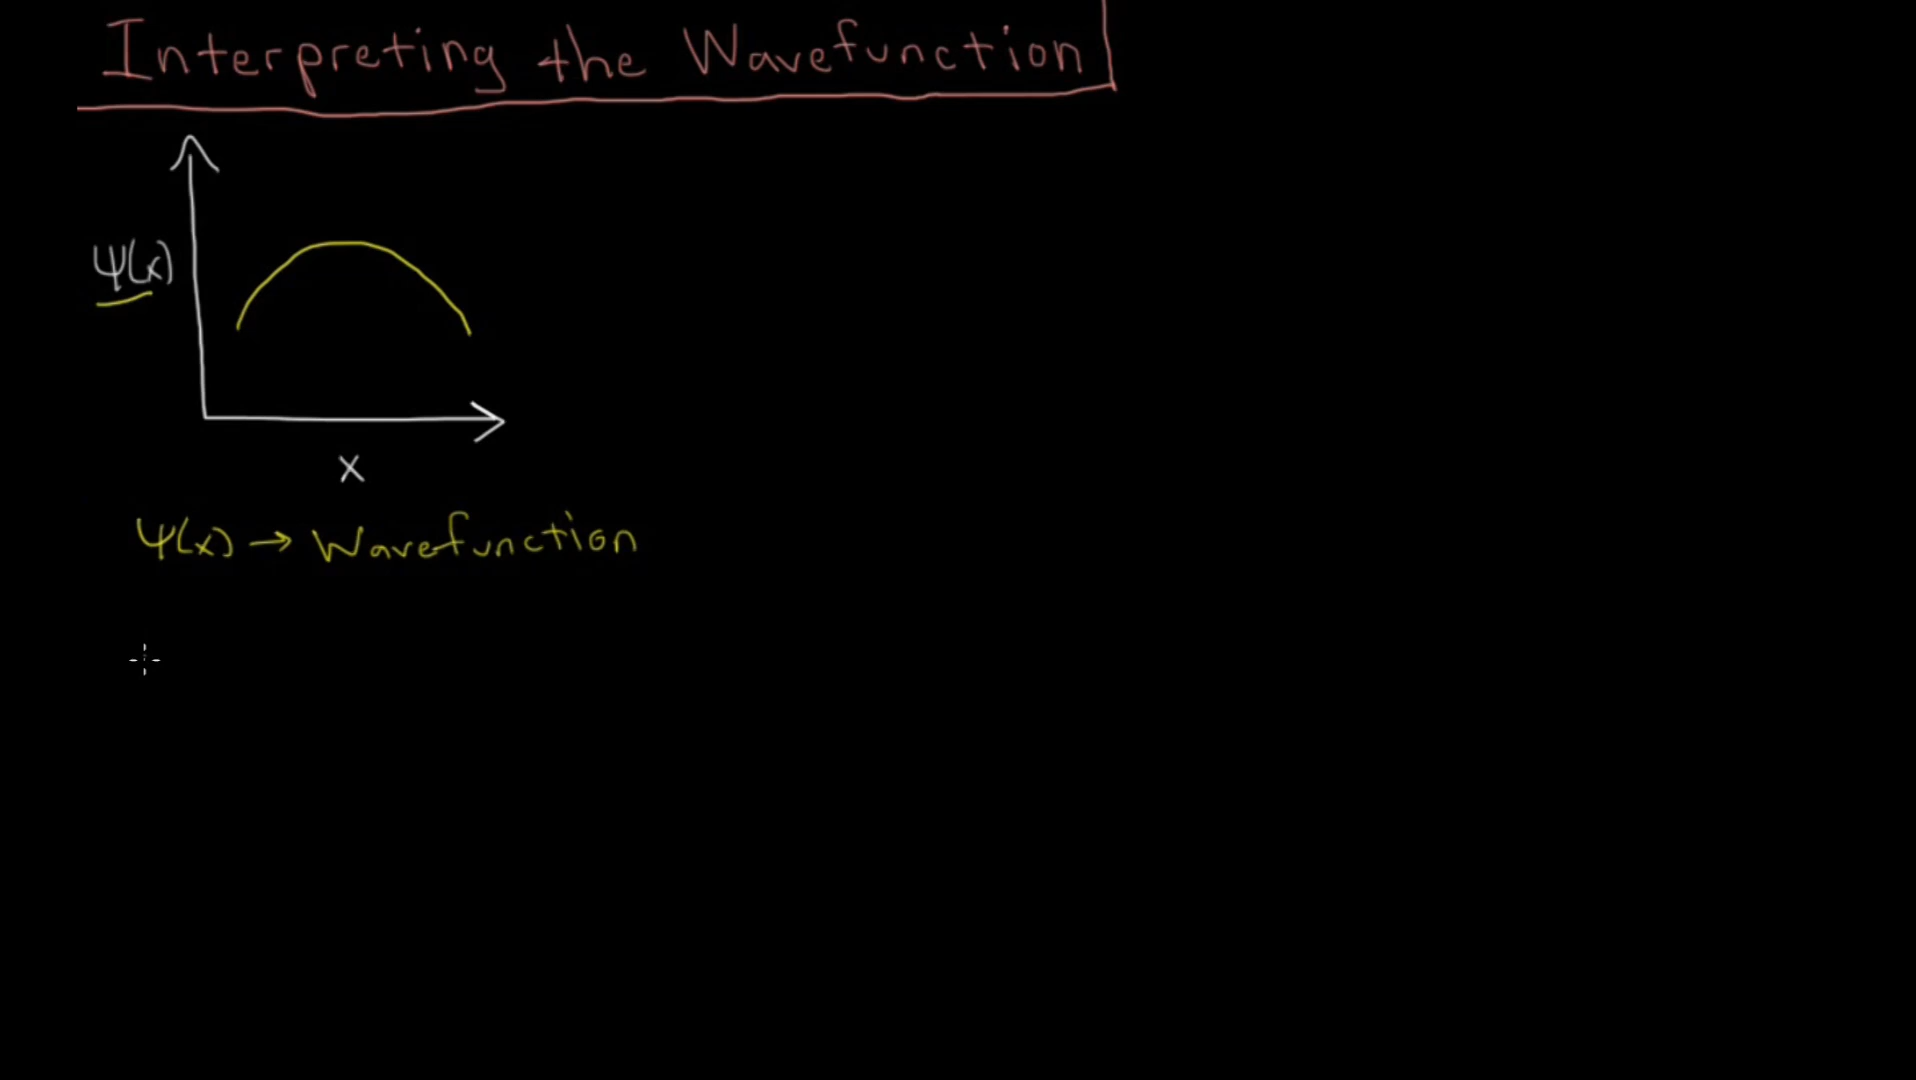 Interpreting the Wavefunction
Ψ(x)
x
Ψ(x) → Wavefunction